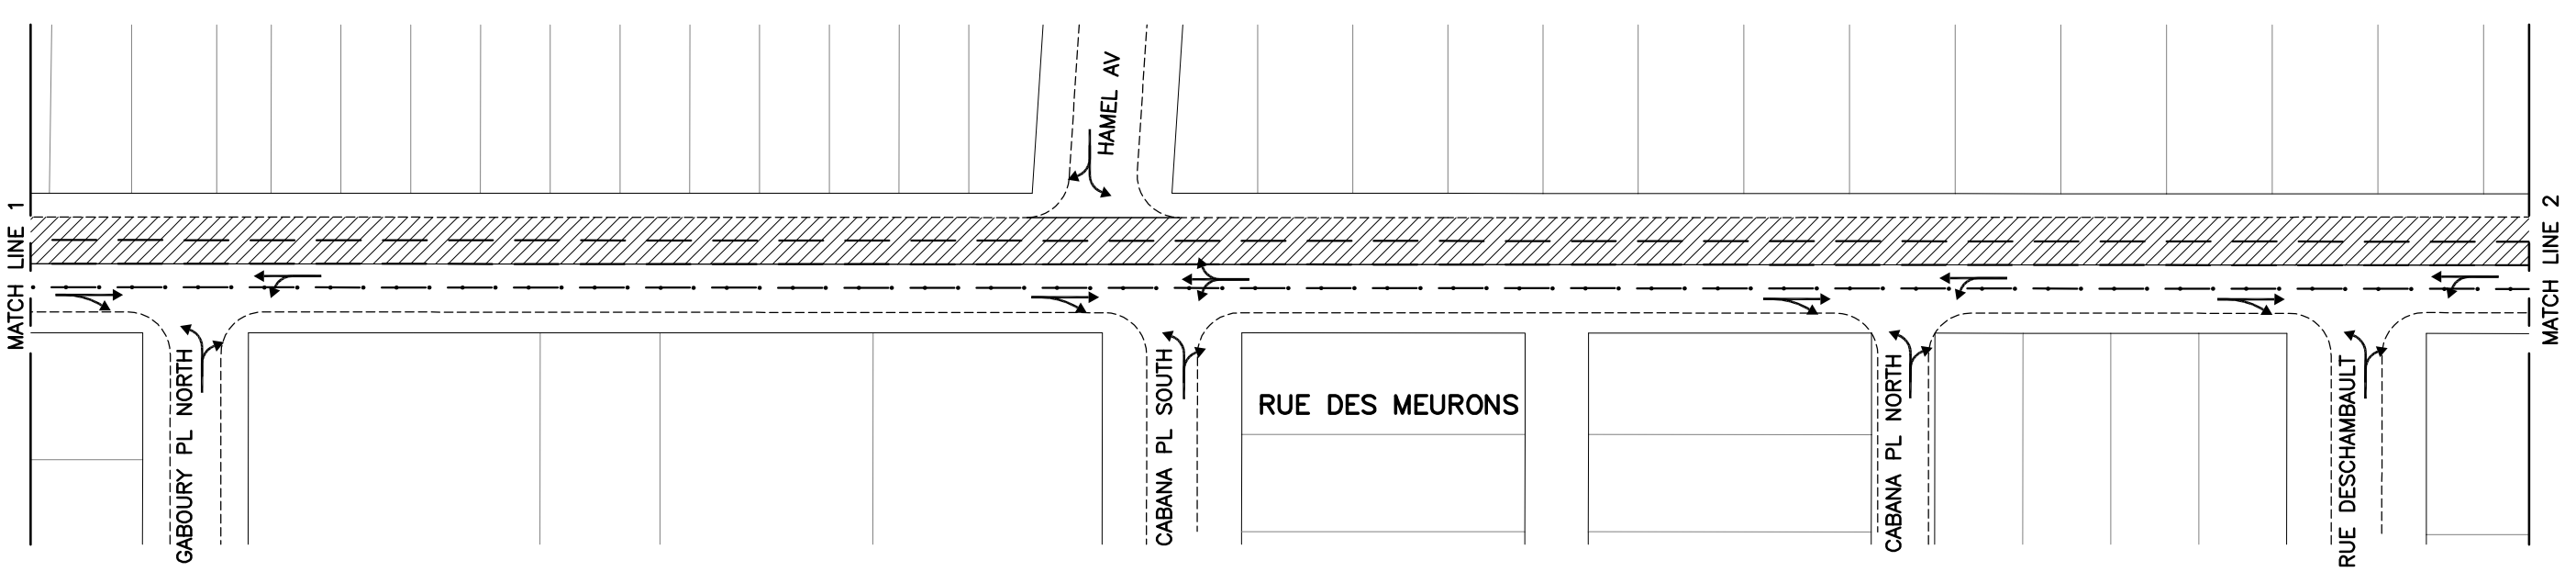 HAMEL AV
MATCH LINE 1
MATCH LINE 2
GABOURY PL NORTH
CABANA PL SOUTH
RUE DES MEURONS
CABANA PL NORTH
RUE DESCHAMBAULT